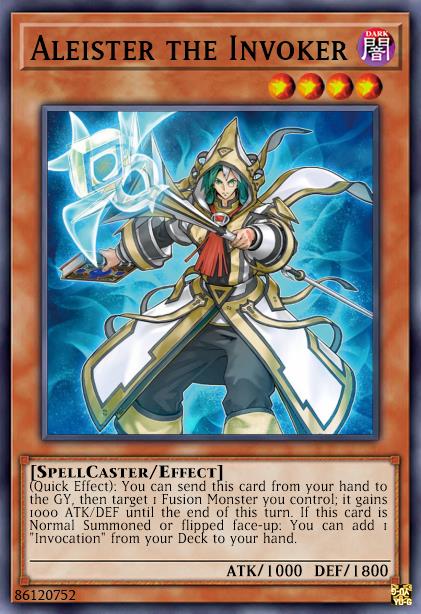 ALEISTER THE INVOKER
DARK
闇
[SPELLCASTER/EFFECT]
(Quick Effect): You can send this card from your hand to
the GY, then target 1 Fusion Monster you control; it gains
1000 ATK/DEF until the end of this turn. If this card is
Normal Summoned or flipped face-up: You can add 1
"Invocation" from your Deck to your hand.
ATK/1000 DEF/1800
86120752